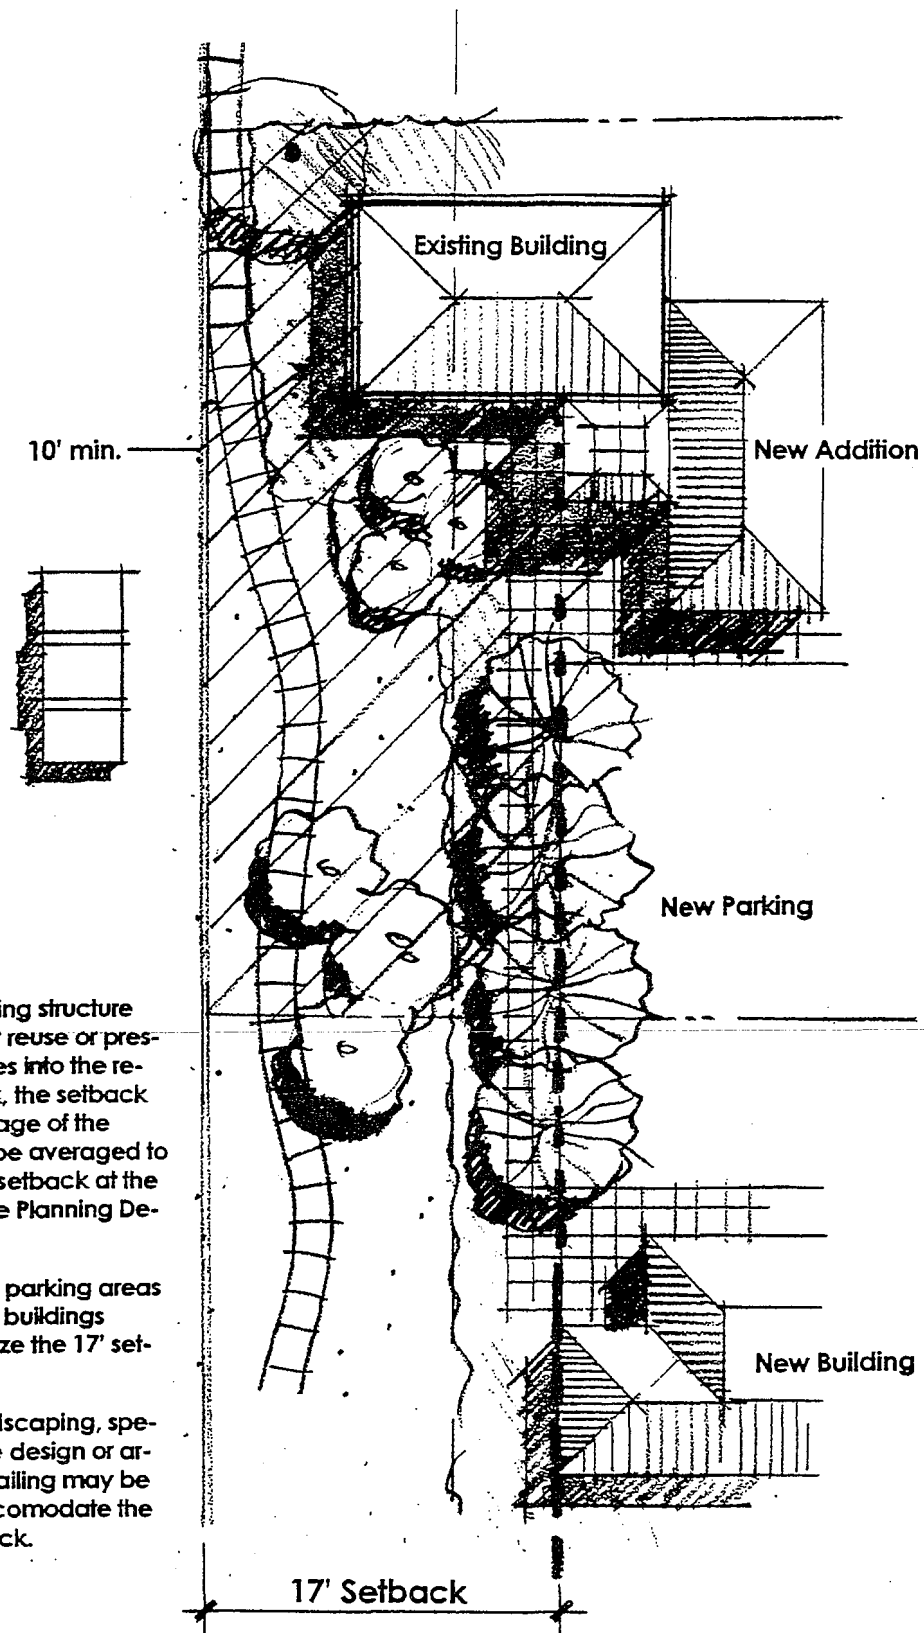 Existing Building
10' min.
New Addition
New Parking
ing structure
r reuse or pres-
es into the re-
, the setback
age of the
be averaged to
setback at the
e Planning De-
parking areas
buildings
ze the 17' set-
New Building
dscaping, spe-
e design or ar-
ailing may be
ccomodate the
ck.
17' Setback